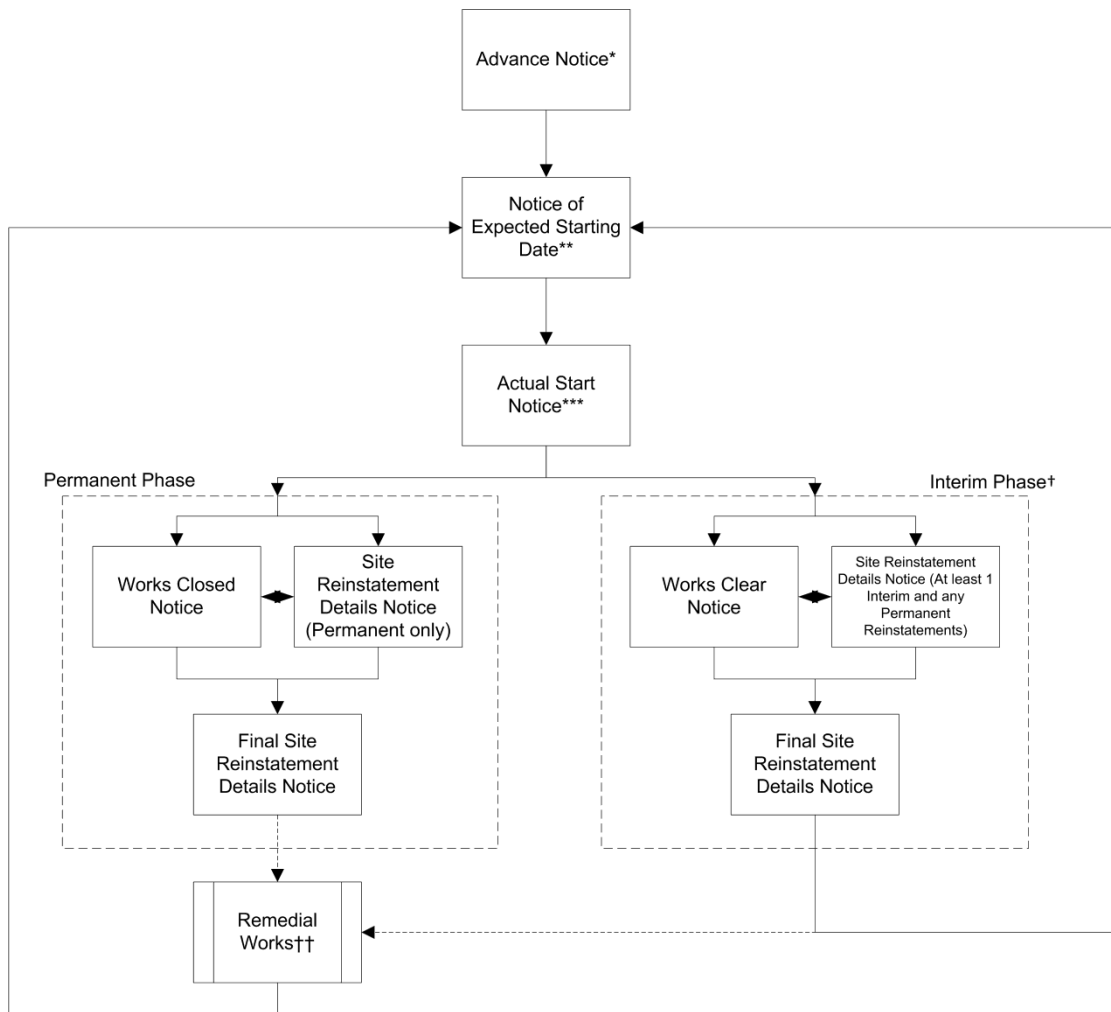 Advance Notice*
Notice of
Expected Starting
Date**
Actual Start
Notice***
Permanent Phase
Interim Phase†
Works Closed
Notice
Site
Reinstatement
Details Notice
(Permanent only)
Works Clear
Notice
Site Reinstatement
Details Notice (At least 1
Interim and any
Permanent
Reinstatements)
Final Site
Reinstatement
Details Notice
Final Site
Reinstatement
Details Notice
Remedial
Works††